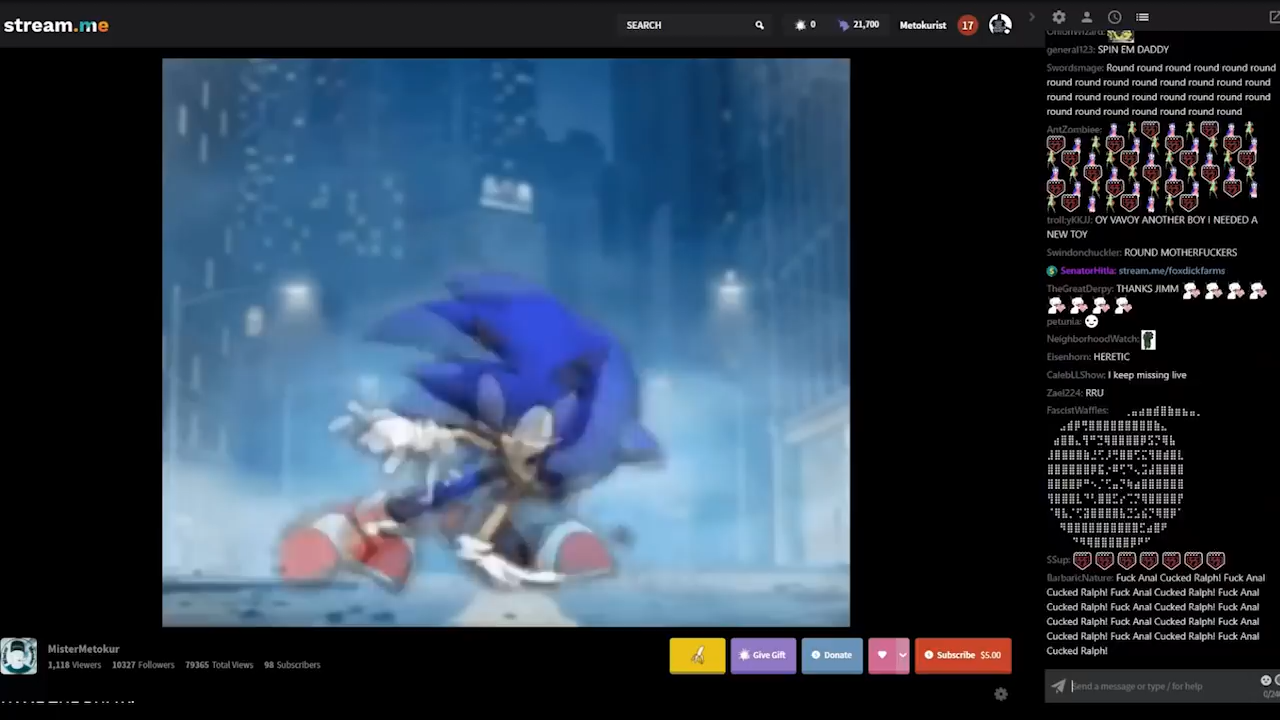 stream.me
SEARCH
0
21,700
Metokurist
17
general123: SPIN EM DADDY
Swordsmage: Round round round round round round
round round round round round round round round
round round round round round round round round
round round round round round round round
AntZombiee:
troll:yKKJJ: OY VAVOY ANOTHER BOY I NEEDED A
NEW TOY
Swindonchuckler: ROUND MOTHERFUCKERS
SenatorHitla: stream.me/foxdickfarms
TheGreatDerpy: THANKS JIMM
petunia:
NeighborhoodWatch:
Eisenhorn: HERETIC
CalebLLShow: I keep missing live
Zael224: RRU
FascistWaffles:
SSup:
BarbaricNature: Fuck Anal Cucked Ralph! Fuck Anal
Cucked Ralph! Fuck Anal Cucked Ralph! Fuck Anal
Cucked Ralph! Fuck Anal Cucked Ralph! Fuck Anal
Cucked Ralph! Fuck Anal Cucked Ralph! Fuck Anal
Cucked Ralph! Fuck Anal Cucked Ralph! Fuck Anal
Cucked Ralph!
MisterMetokur
1,118 Viewers 10327 Followers 79365 Total Views 98 Subscribers
Give Gift
Donate
Subscribe $5.00
Send a message or type / for help